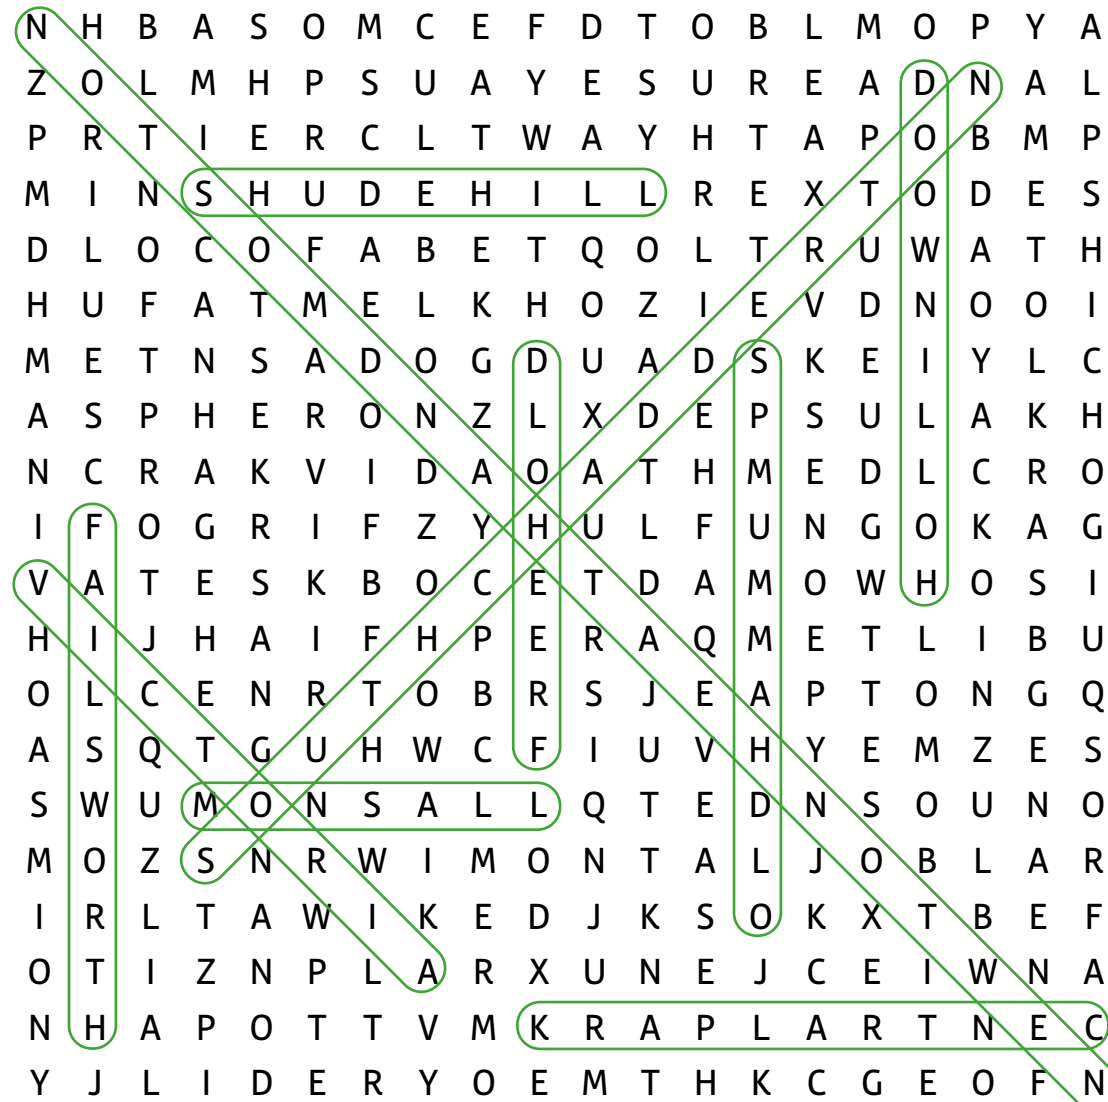 N H B A S O M C E F D T O B L M O P Y A
Z O L M H P S U A Y E S U R E A D N A L
P R T I E R C L T W A Y H T A P O B M P
M I N S H U D E H I L L R E X T O D E S
D L O C O F A B E T Q O L T R U W A T H
H U F A T M E L K H O Z I E V D N O O I
M E T N S A D O G D U A D S K E I Y L C
A S P H E R O N Z L X D E P S U L A K H
N C R A K V I D A O A T H M E D L C R O
I F O G R I F Z Y H U L F U N G O K A G
V A T E S K B O C E T D A M O W H O S I
H I J H A I F H P E R A Q M E T L I B U
O L C E N R T O B R S J E A P T O N G Q
A S Q T G U H W C F I U V H Y E M Z E S
S W U M O N S A L L Q T E D N S O U N O
M O Z S N R W I M O N T A L J O B L A R
I R L T A W I K E D J K S O K X T B E F
O T I Z N P L A R X U N E J C E I W N A
N H A P O T T V M K R A P L A R T N E C
Y J L I D E R Y O E M T H K C G E O F N